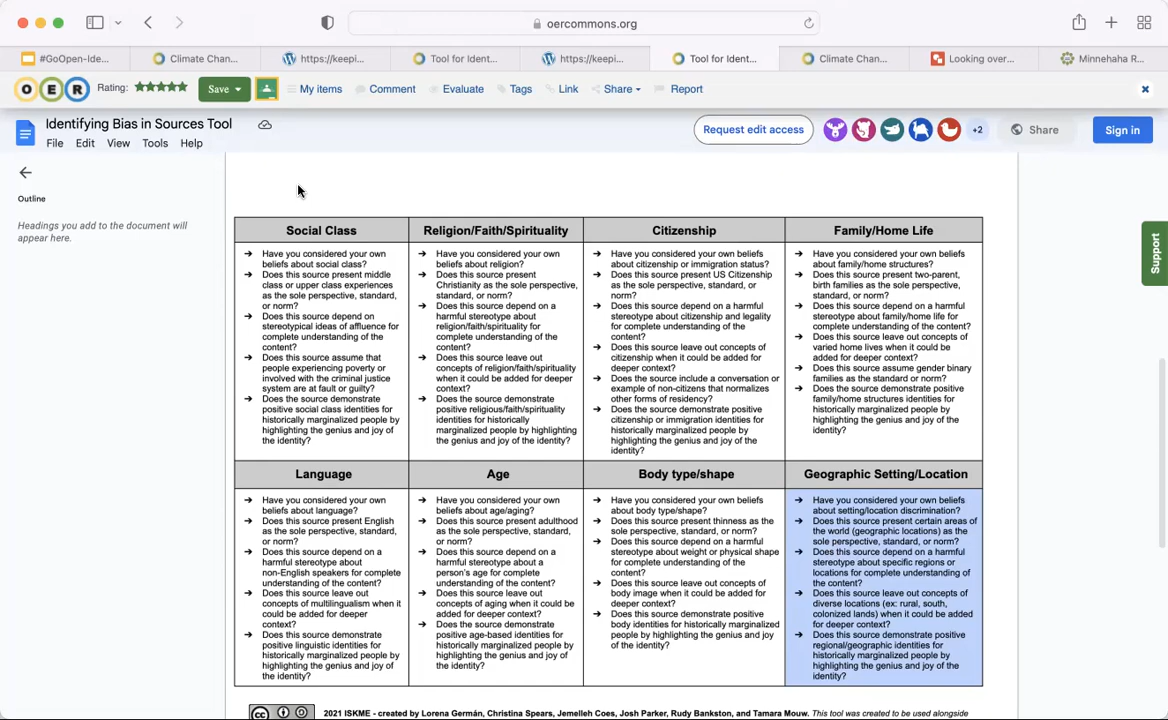 oercommons.org
#GoOpen-Ide...
Climate Chan...
https://keepi...
Tool for Ident...
https://keepi...
Tool for Ident...
Climate Chan...
Looking over...
Minnehaha R...
O E R
Rating:
Save
My items
Comment
Evaluate
Tags
Link
Share
Report
Identifying Bias in Sources Tool
File Edit View Tools Help
Request edit access
+2
Share
Sign in
Outline
Headings you add to the document will
appear here.
Support
Social Class
➔ Have you considered your own
beliefs about social class?
➔ Does this source present middle
class or upper class experiences
as the sole perspective, standard,
or norm?
➔ Does this source depend on
stereotypical ideas of affluence for
complete understanding of the
content?
➔ Does this source assume that
people experiencing poverty or
involved with the criminal justice
system are at fault or guilty?
➔ Does the source demonstrate
positive social class identities for
historically marginalized people by
highlighting the genius and joy of
the identity?
Religion/Faith/Spirituality
➔ Have you considered your own
beliefs about religion?
➔ Does this source present
Christianity as the sole perspective,
standard, or norm?
➔ Does this source depend on a
harmful stereotype about
religion/faith/spirituality for
complete understanding of the
content?
➔ Does this source leave out
concepts of religion/faith/spirituality
when it could be added for deeper
context?
➔ Does the source demonstrate
positive religious/faith/spirituality
identities for historically
marginalized people by highlighting
the genius and joy of the identity?
Citizenship
➔ Have you considered your own beliefs
about citizenship or immigration status?
➔ Does this source present US Citizenship
as the sole perspective, standard, or
norm?
➔ Does this source depend on a harmful
stereotype about citizenship and legality
for complete understanding of the
content?
➔ Does this source leave out concepts of
citizenship when it could be added for
deeper context?
➔ Does the source include a conversation or
example of non-citizens that normalizes
other forms of residency?
➔ Does the source demonstrate positive
citizenship or immigration identities for
historically marginalized people by
highlighting the genius and joy of the
identity?
Family/Home Life
➔ Have you considered your own beliefs
about family/home structures?
➔ Does this source present two-parent,
birth families as the sole perspective,
standard, or norm?
➔ Does this source depend on a harmful
stereotype about family/home life for
complete understanding of the context?
➔ Does this source leave out concepts of
varied home lives when it could be
added for deeper context?
➔ Does this source assume gender binary
families as the standard or norm?
➔ Does the source demonstrate positive
family/home structures identities for
historically marginalized people by
highlighting the genius and joy of the
identity?
Language
➔ Have you considered your own
beliefs about language?
➔ Does this source present English
as the sole perspective, standard,
or norm?
➔ Does this source depend on a
harmful stereotype about
non-English speakers for complete
understanding of the content?
➔ Does this source leave out
concepts of multilingualism when it
could be added for deeper
context?
➔ Does this source demonstrate
positive linguistic identities for
historically marginalized people by
highlighting the genius and joy of
the identity?
Age
➔ Have you considered your own
beliefs about age/aging?
➔ Does this source present adulthood
as the sole perspective, standard,
or norm?
➔ Does this source depend on a
harmful stereotype about a
person's age for complete
understanding of the content?
➔ Does this source leave out
concepts of aging when it could be
added for deeper context?
➔ Does the source demonstrate
positive age-based identities for
historically marginalized people by
highlighting the genius and joy of
the identity?
Body type/shape
➔ Have you considered your own beliefs
about body type/shape?
➔ Does this source present thinness as the
sole perspective, standard, or norm?
➔ Does this source depend on a harmful
stereotype about weight or physical shape
for complete understanding of the
content?
➔ Does this source leave out concepts of
body image when it could be added for
deeper context?
➔ Does this source demonstrate positive
body identities for historically marginalized
people by highlighting the genius and joy
of the identity?
Geographic Setting/Location
➔ Have you considered your own beliefs
about setting/location discrimination?
➔ Does this source present certain areas of
the world (geographic locations) as the
sole perspective, standard, or norm?
➔ Does this source depend on a harmful
stereotype about specific regions or
locations for complete understanding of
the content?
➔ Does this source leave out concepts of
diverse locations (ex: rural, south,
colonized lands) when it could be added
for deeper context?
➔ Does this source demonstrate positive
regional/geographic identities for
historically marginalized people by
highlighting the genius and joy of the
identity?
cc
2021 ISKME - created by Lorena Germán, Christina Spears, Jemelleh Coes, Josh Parker, Rudy Bankston, and Tamara Mouw. This tool was created to be used alongside